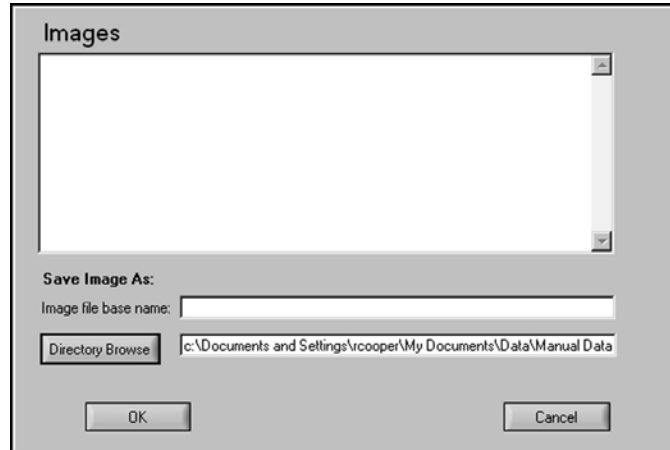 Images
Save Image As:
Image file base name:
Directory Browse
c:\Documents and Settings\rcooper\My Documents\Data\Manual Data
OK
Cancel